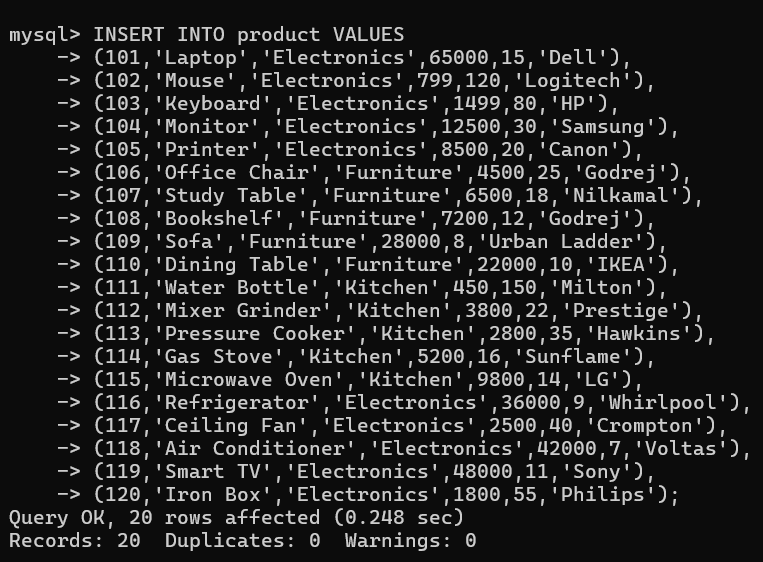 mysql> INSERT INTO product VALUES
    -> (101,'Laptop','Electronics',65000,15,'Dell'),
    -> (102,'Mouse','Electronics',799,120,'Logitech'),
    -> (103,'Keyboard','Electronics',1499,80,'HP'),
    -> (104,'Monitor','Electronics',12500,30,'Samsung'),
    -> (105,'Printer','Electronics',8500,20,'Canon'),
    -> (106,'Office Chair','Furniture',4500,25,'Godrej'),
    -> (107,'Study Table','Furniture',6500,18,'Nilkamal'),
    -> (108,'Bookshelf','Furniture',7200,12,'Godrej'),
    -> (109,'Sofa','Furniture',28000,8,'Urban Ladder'),
    -> (110,'Dining Table','Furniture',22000,10,'IKEA'),
    -> (111,'Water Bottle','Kitchen',450,150,'Milton'),
    -> (112,'Mixer Grinder','Kitchen',3800,22,'Prestige'),
    -> (113,'Pressure Cooker','Kitchen',2800,35,'Hawkins'),
    -> (114,'Gas Stove','Kitchen',5200,16,'Sunflame'),
    -> (115,'Microwave Oven','Kitchen',9800,14,'LG'),
    -> (116,'Refrigerator','Electronics',36000,9,'Whirlpool'),
    -> (117,'Ceiling Fan','Electronics',2500,40,'Crompton'),
    -> (118,'Air Conditioner','Electronics',42000,7,'Voltas'),
    -> (119,'Smart TV','Electronics',48000,11,'Sony'),
    -> (120,'Iron Box','Electronics',1800,55,'Philips');
Query OK, 20 rows affected (0.248 sec)
Records: 20  Duplicates: 0  Warnings: 0